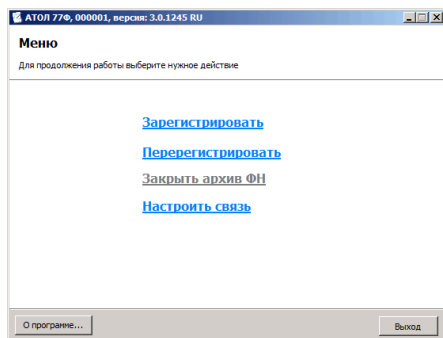 АТОЛ 77Ф, 000001, версия: 3.0.1245 RU
Меню
Для продолжения работы выберите нужное действие
Зарегистрировать
Перерегистрировать
Закрыть архив ФН
Настроить связь
О программе...
Выход